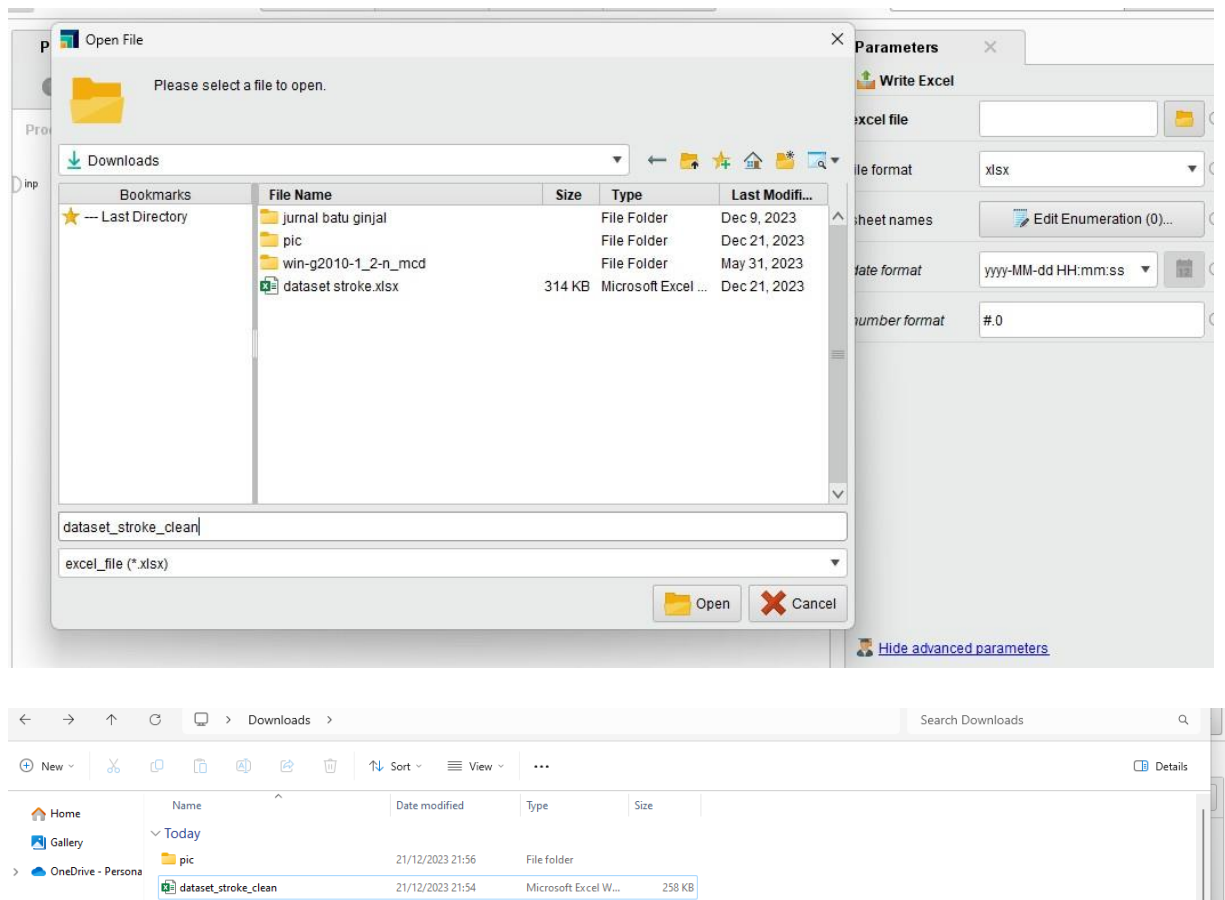 Open File
Please select a file to open.
Downloads
Bookmarks
--- Last Directory
File Name Size Type Last Modifi...
jurnal batu ginjal File Folder Dec 9, 2023
pic File Folder Dec 21, 2023
win-g2010-1_2-n_mcd File Folder May 31, 2023
dataset stroke.xlsx 314 KB Microsoft Excel ... Dec 21, 2023
dataset_stroke_clean
excel_file (*.xlsx)
Open Cancel
P
Pro
inp
Parameters
Write Excel
excel file
ile format xlsx
sheet names Edit Enumeration (0)...
date format yyyy-MM-dd HH:mm:ss 12
number format #.0
Hide advanced parameters
Downloads Search Downloads
New Sort View ... Details
Home
Gallery
OneDrive - Persona
Name Date modified Type Size
Today
pic 21/12/2023 21:56 File folder
dataset_stroke_clean 21/12/2023 21:54 Microsoft Excel W... 258 KB